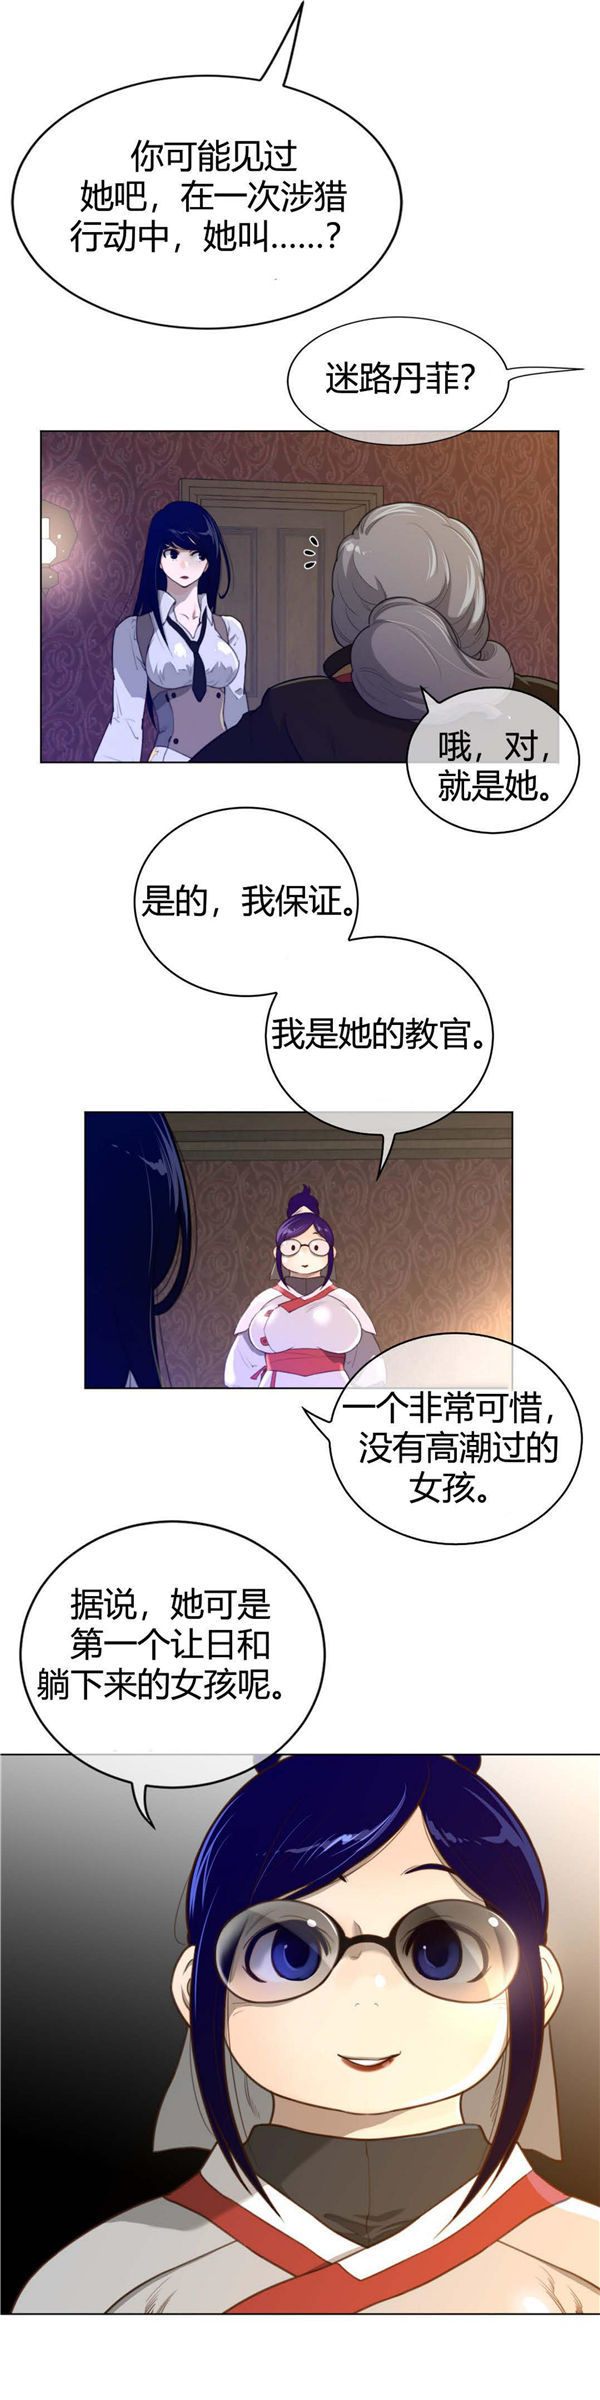 你可能见过
她吧，在一次涉猎
行动中，她叫……？
迷路丹菲？
哦，对，
就是她。
是的，我保证。
我是她的教官。
一个非常可惜，
没有高潮过的
女孩。
据说，她可是
第一个让日和
躺下来的女孩呢。